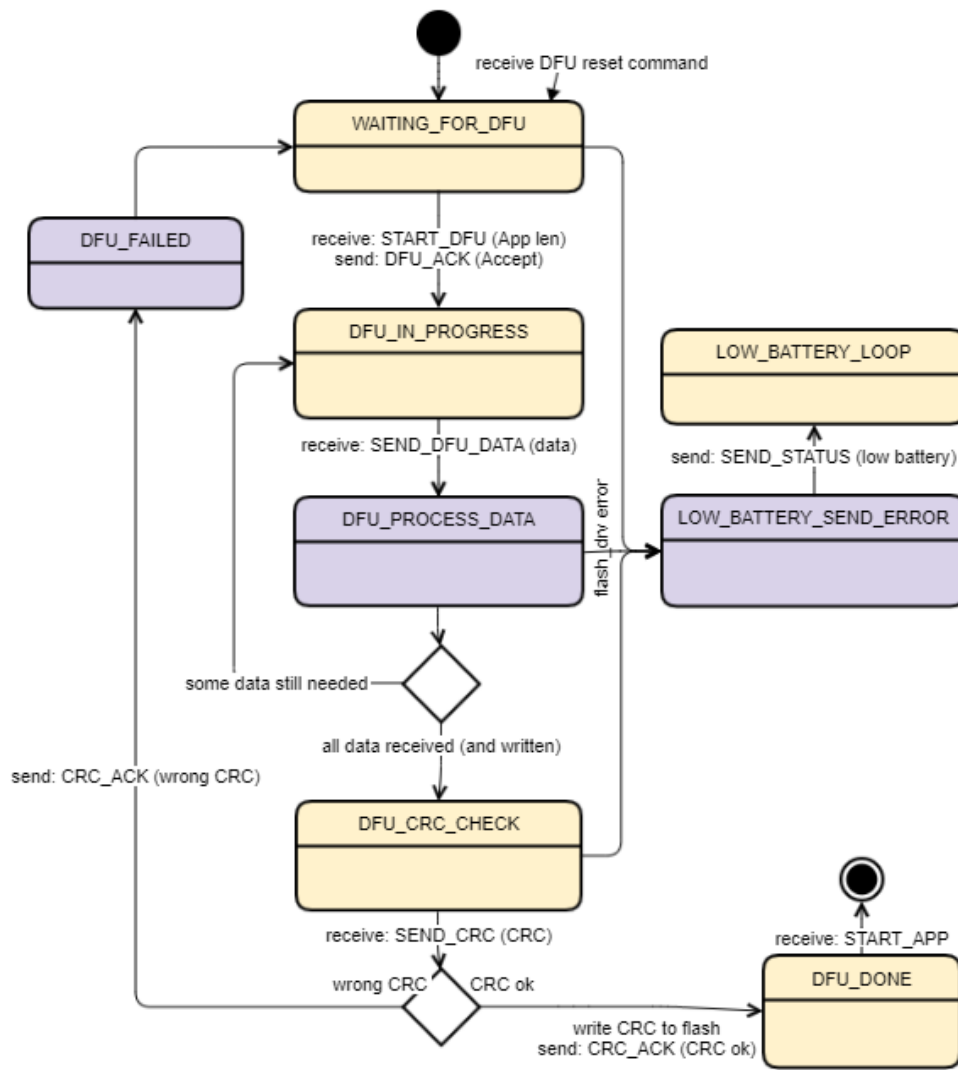 receive DFU reset command
WAITING_FOR_DFU
DFU_FAILED
receive: START_DFU (App len)
send: DFU_ACK (Accept)
DFU_IN_PROGRESS
LOW_BATTERY_LOOP
receive: SEND_DFU_DATA (data)
send: SEND_STATUS (low battery)
DFU_PROCESS_DATA
flash_drv error
LOW_BATTERY_SEND_ERROR
some data still needed
all data received (and written)
send: CRC_ACK (wrong CRC)
DFU_CRC_CHECK
receive: SEND_CRC (CRC)
receive: START_APP
wrong CRC
CRC ok
DFU_DONE
write CRC to flash
send: CRC_ACK (CRC ok)